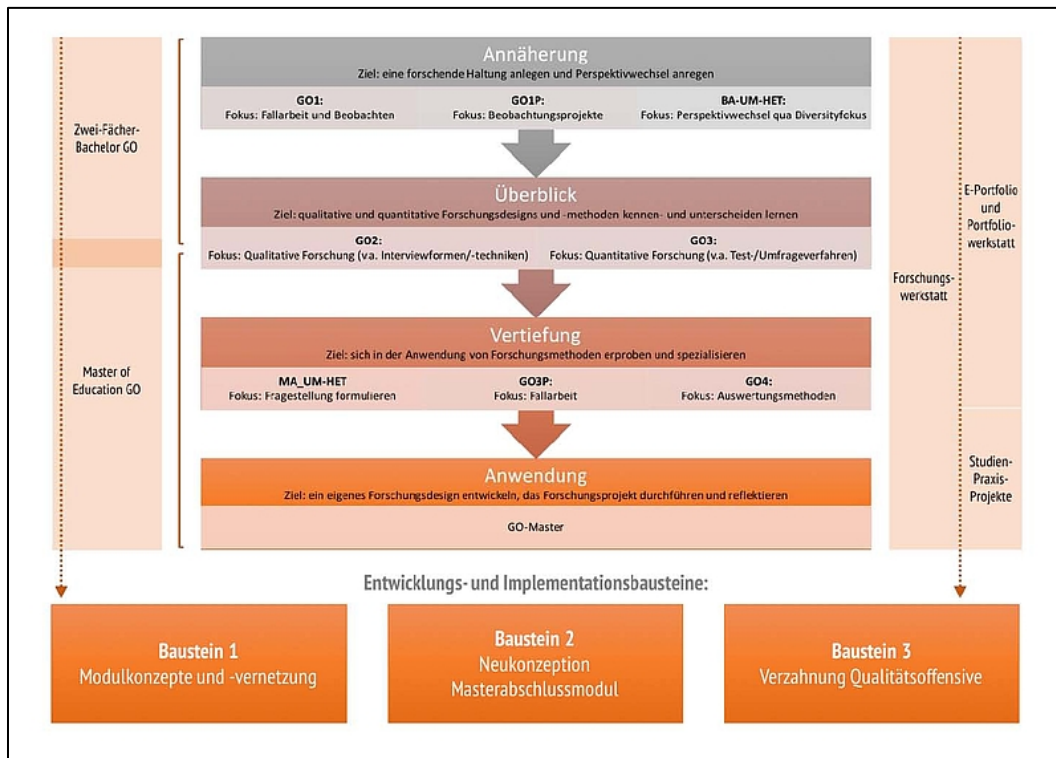 Annäherung
Ziel: eine forschende Haltung anlegen und Perspektivwechsel anregen
GO1:
Fokus: Fallarbeit und Beobachten
GO1P:
Fokus: Beobachtungsprojekte
BA-UM-HET:
Fokus: Perspektivwechsel qua Diversityfokus
Zwei-Fächer-
Bachelor GO
Überblick
Ziel: qualitative und quantitative Forschungsdesigns und -methoden kennen- und unterscheiden lernen
GO2:
Fokus: Qualitative Forschung (v.a. Interviewformen/-techniken)
GO3:
Fokus: Quantitative Forschung (v.a. Test-/Umfrageverfahren)
E-Portfolio
und
Portfolio-
werkstatt
Forschungs-
werkstatt
Vertiefung
Ziel: sich in der Anwendung von Forschungsmethoden erproben und spezialisieren
MA_UM-HET
Fokus: Fragestellung formulieren
GO3P:
Fokus: Fallarbeit
GO4:
Fokus: Auswertungsmethoden
Master of
Education GO
Anwendung
Ziel: ein eigenes Forschungsdesign entwickeln, das Forschungsprojekt durchführen und reflektieren
GO-Master
Studien-
Praxis-
Projekte
Entwicklungs- und Implementationsbausteine:
Baustein 1
Modulkonzepte und -vernetzung
Baustein 2
Neukonzeption
Masterabschlussmodul
Baustein 3
Verzahnung Qualitätsoffensive